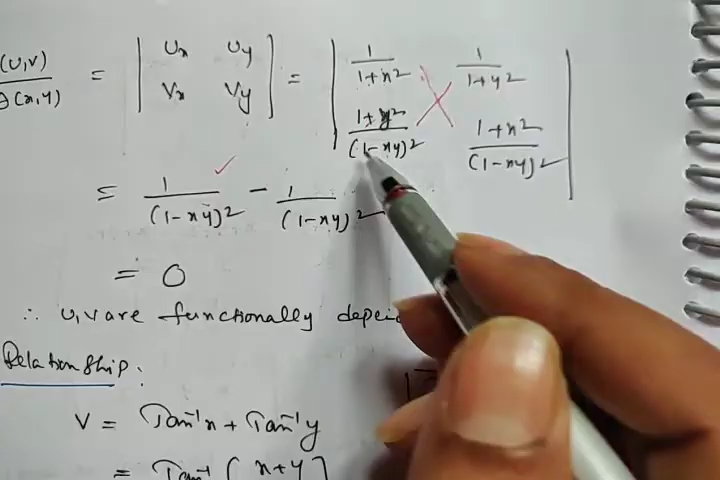 (U,V) / ∂(x,y) = | Ux Uy | = | 1/1+x² 1/1+y² |
| Vx Vy | | 1+y²/(1-xy)² 1+x²/(1-xy)² |
= 1/(1-xy)² - 1/(1-xy)²
= 0
∴ U,V are functionally
Relationship:
V = Tan⁻¹x + Tan⁻¹y
= Tan⁻¹ ( x+y